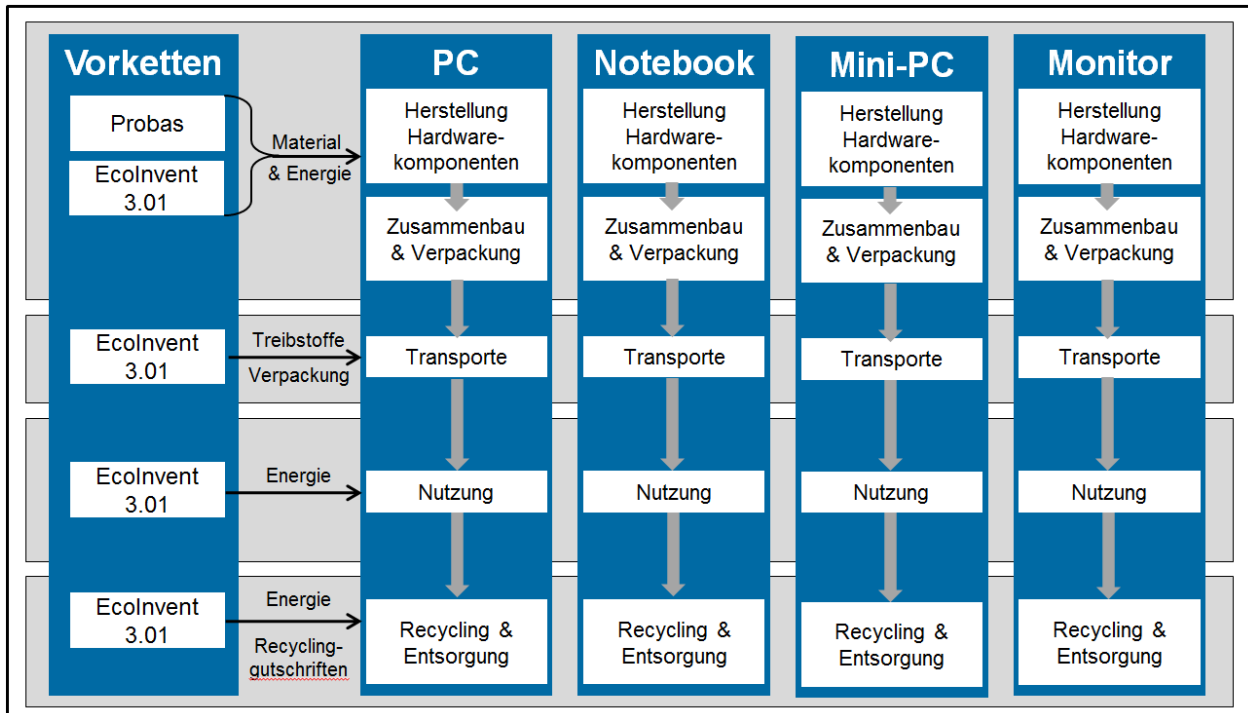 Vorketten
Probas
EcoInvent
3.01
Material
& Energie
EcoInvent
3.01
Treibstoffe
Verpackung
EcoInvent
3.01
Energie
EcoInvent
3.01
Energie
Recycling-
gutschriften
PC
Herstellung
Hardware-
komponenten
Zusammenbau
& Verpackung
Transporte
Nutzung
Recycling &
Entsorgung
Notebook
Herstellung
Hardware-
komponenten
Zusammenbau
& Verpackung
Transporte
Nutzung
Recycling &
Entsorgung
Mini-PC
Herstellung
Hardware-
komponenten
Zusammenbau
& Verpackung
Transporte
Nutzung
Recycling &
Entsorgung
Monitor
Herstellung
Hardware-
komponenten
Zusammenbau
& Verpackung
Transporte
Nutzung
Recycling &
Entsorgung